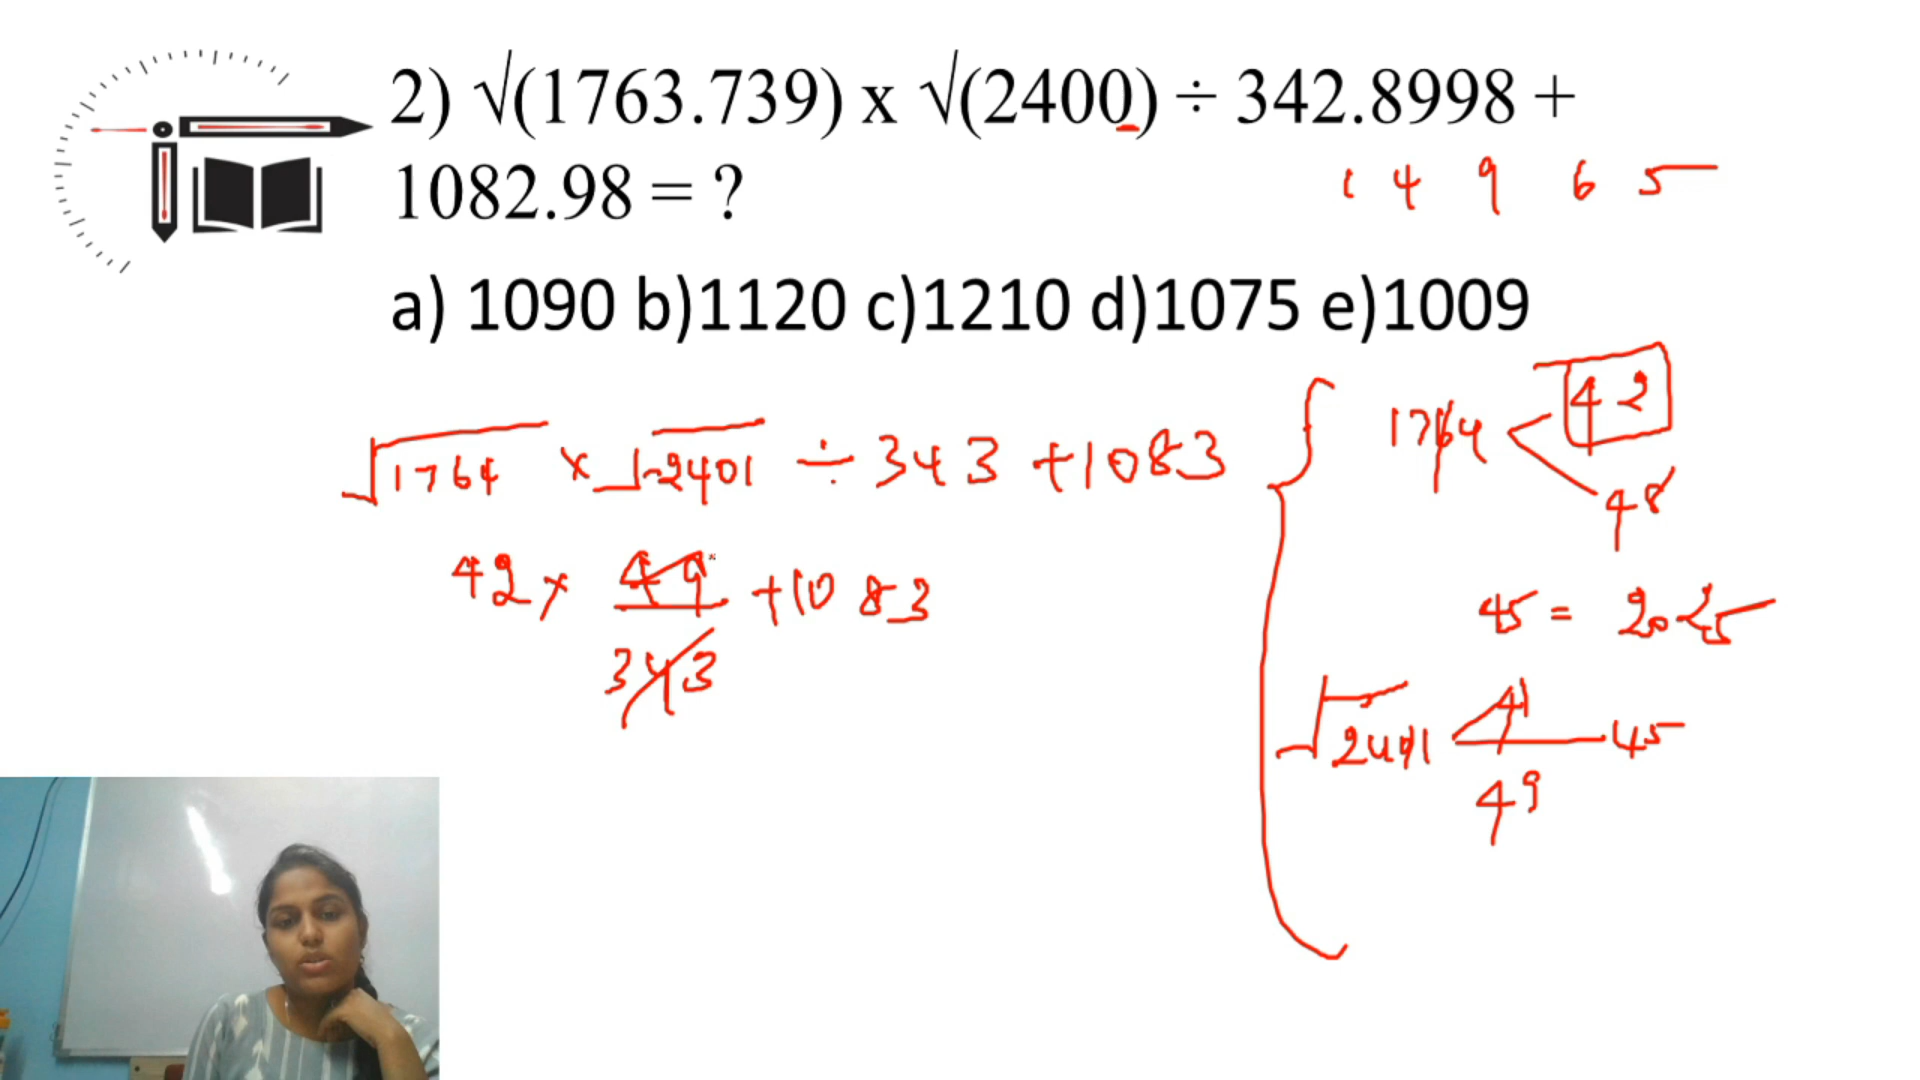 2) √(1763.739) x √(2400) ÷ 342.8998 +
1082.98 = ?
1 4 9 6 5
a) 1090 b)1120 c)1210 d)1075 e)1009
√1764 x √2401 ÷ 343 +1083
42 x 49/343 +1083
1764 < 42
48
45 = 2025
√2401 41 45
49